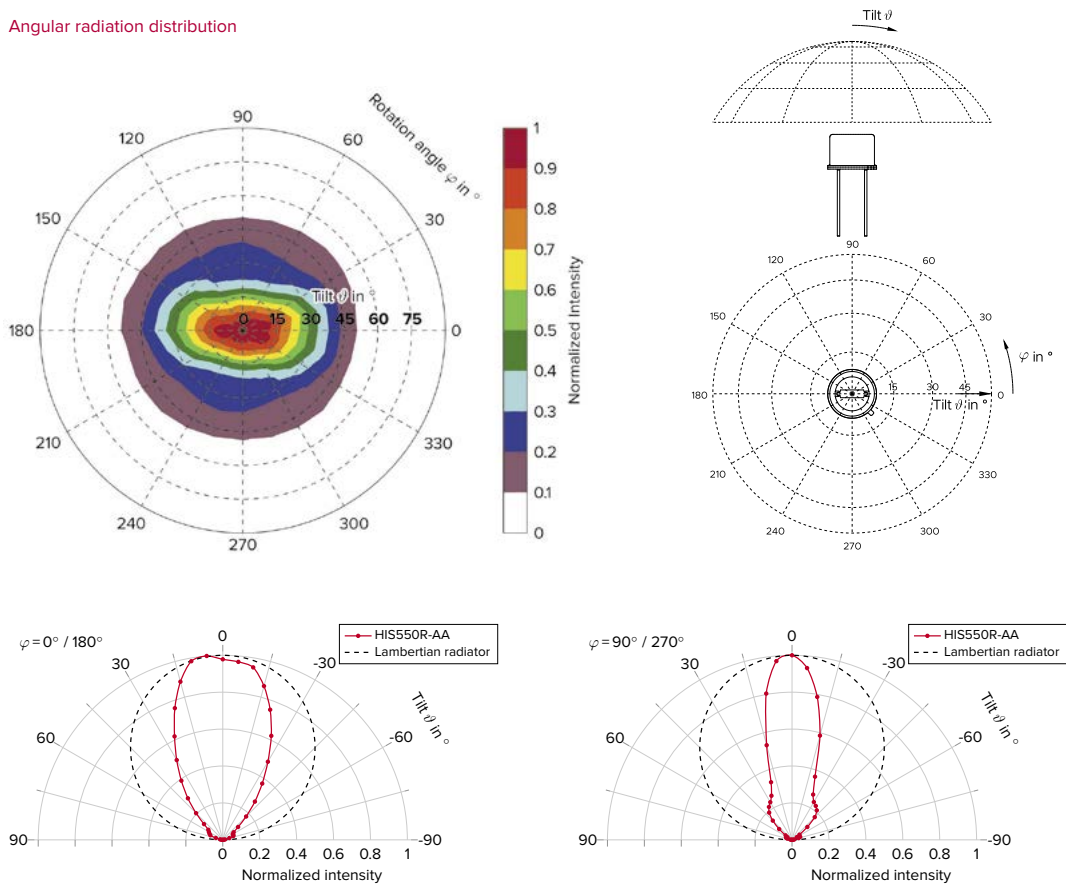 Angular radiation distribution
Rotation angle φ in °
90
120
60
150
30
180
0
210
330
240
300
270
Tilt ϑ in °
0 15 30 45 60 75
1
0.9
0.8
0.7
0.6
0.5
0.4
0.3
0.2
0.1
0
Normalized Intensity
Tilt ϑ
90
120
60
150
30
φ in °
180
15 30 45
0
Tilt ϑ in °
210
330
240
300
270
φ=0° / 180°
0
HIS550R-AA
Lambertian radiator
30
-30
Tilt ϑ in °
60
-60
90
-90
0 0.2 0.4 0.6 0.8 1
Normalized intensity
φ=90° / 270°
0
HIS550R-AA
Lambertian radiator
30
-30
Tilt ϑ in °
60
-60
90
-90
0 0.2 0.4 0.6 0.8 1
Normalized intensity